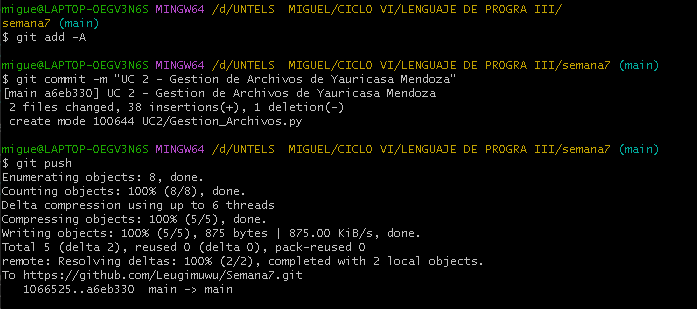 migue@LAPTOP-OEGV3N6S MINGW64 /d/UNTELS  MIGUEL/CICLO VI/LENGUAJE DE PROGRA III/
semana7 (main)
$ git add -A
migue@LAPTOP-OEGV3N6S MINGW64 /d/UNTELS  MIGUEL/CICLO VI/LENGUAJE DE PROGRA III/semana7 (main)
$ git commit -m "UC 2 - Gestion de Archivos de Yauricasa Mendoza"
[main a6eb330] UC 2 - Gestion de Archivos de Yauricasa Mendoza
 2 files changed, 38 insertions(+), 1 deletion(-)
 create mode 100644 UC2/Gestion_Archivos.py
migue@LAPTOP-OEGV3N6S MINGW64 /d/UNTELS  MIGUEL/CICLO VI/LENGUAJE DE PROGRA III/semana7 (main)
$ git push
Enumerating objects: 8, done.
Counting objects: 100% (8/8), done.
Delta compression using up to 6 threads
Compressing objects: 100% (5/5), done.
Writing objects: 100% (5/5), 875 bytes | 875.00 KiB/s, done.
Total 5 (delta 2), reused 0 (delta 0), pack-reused 0
remote: Resolving deltas: 100% (2/2), completed with 2 local objects.
To https://github.com/Leugimuwu/Semana7.git
   1066525..a6eb330  main -> main